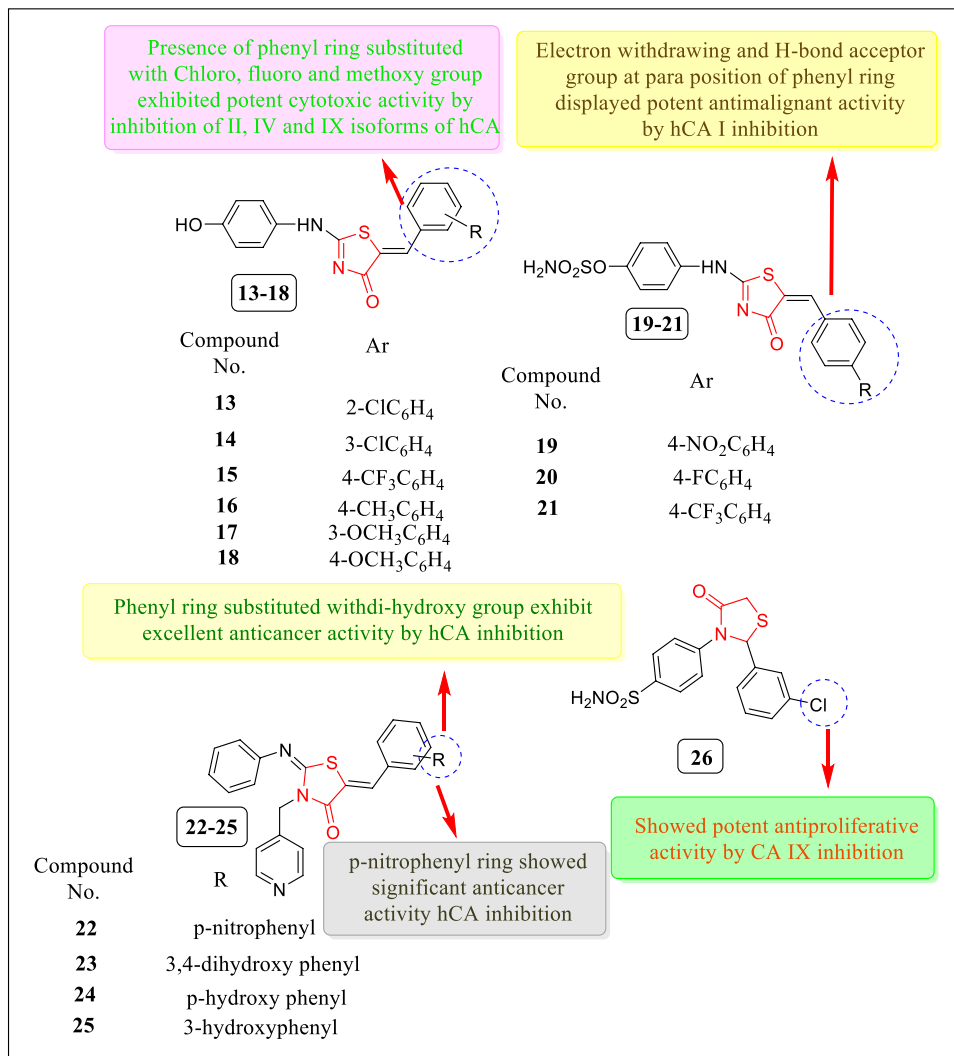 Presence of phenyl ring substituted
with Chloro, fluoro and methoxy group
exhibited potent cytotoxic activity by
inhibition of II, IV and IX isoforms of hCA
Electron withdrawing and H-bond acceptor
group at para position of phenyl ring
displayed potent antimalignant activity
by hCA I inhibition
HO
HN
S
N
O
R
13-18
Compound
No.
Ar
13 2-ClC6H4
14 3-ClC6H4
15 4-CF3C6H4
16 4-CH3C6H4
17 3-OCH3C6H4
18 4-OCH3C6H4
H2NO2SO
HN
S
N
O
R
19-21
Compound
No.
Ar
19 4-NO2C6H4
20 4-FC6H4
21 4-CF3C6H4
Phenyl ring substituted withdi-hydroxy group exhibit
excellent anticancer activity by hCA inhibition
N
S
N
O
R
N
22-25
p-nitrophenyl ring showed
significant anticancer
activity hCA inhibition
Compound
No.
R
22 p-nitrophenyl
23 3,4-dihydroxy phenyl
24 p-hydroxy phenyl
25 3-hydroxyphenyl
O
S
N
H2NO2S
Cl
26
Showed potent antiproliferative
activity by CA IX inhibition